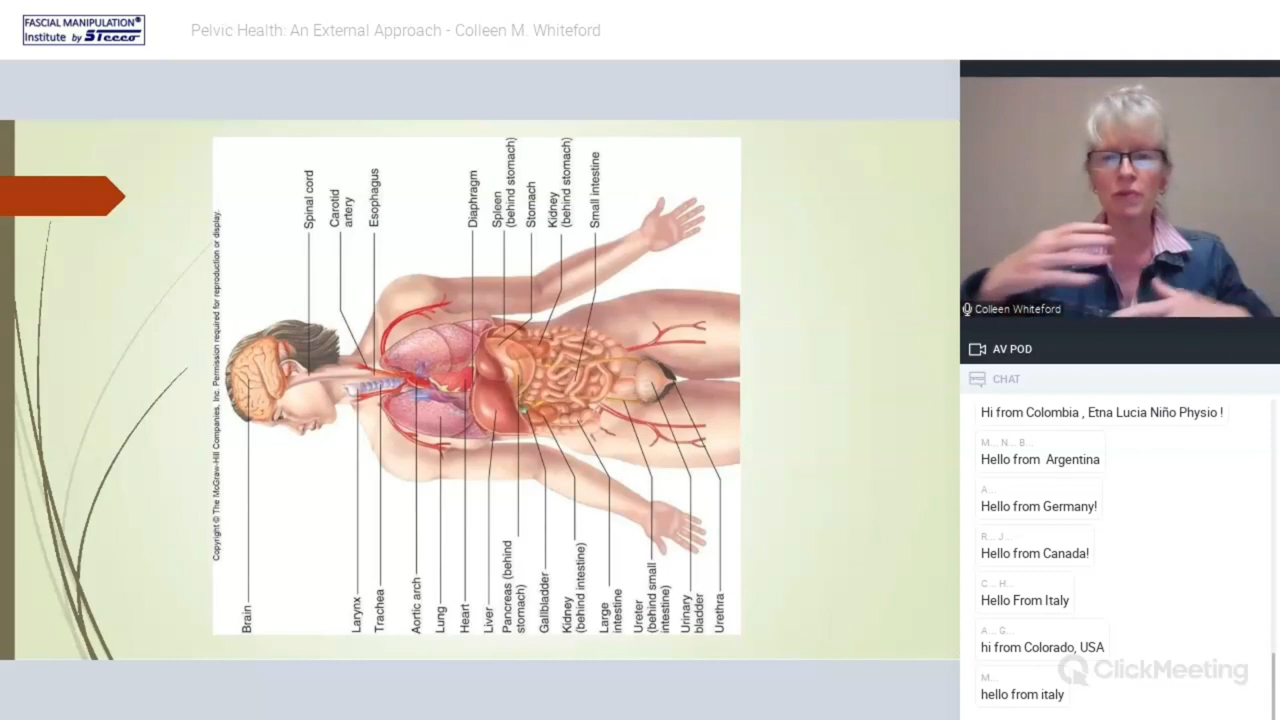 FASCIAL MANIPULATION®
Institute by Stecco
Pelvic Health: An External Approach - Colleen M. Whiteford
Copyright © The McGraw-Hill Companies, Inc. Permission required for reproduction or display.
Spinal cord
Carotid
artery
Esophagus
Diaphragm
Spleen
(behind stomach)
Stomach
Kidney
(behind stomach)
Small intestine
Brain
Larynx
Trachea
Aortic arch
Lung
Heart
Liver
Pancreas (behind
stomach)
Gallbladder
Kidney
(behind intestine)
Large
intestine
Ureter
(behind small
intestine)
Urinary
bladder
Urethra
Colleen Whiteford
AV POD
CHAT
Hi from Colombia , Etna Lucia Niño Physio !
M... N... B...
Hello from Argentina
A...
Hello from Germany!
R... J...
Hello from Canada!
C... H...
Hello From Italy
A... G...
hi from Colorado, USA
M...
hello from italy
ClickMeeting